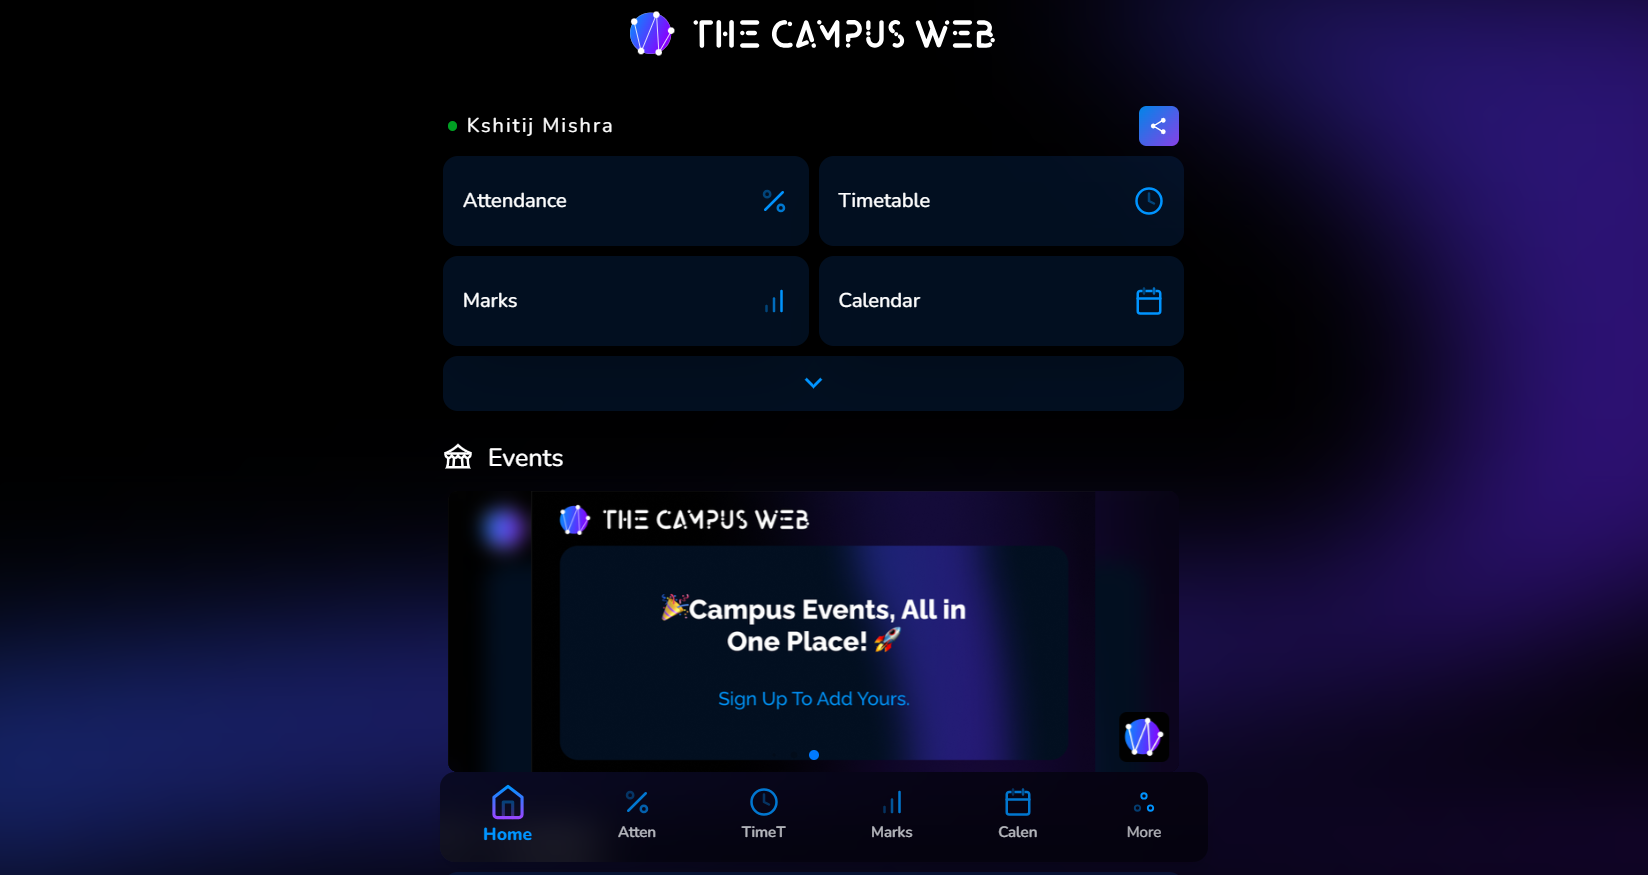 THE CAMPUS WEB
Kshitij Mishra
Attendance
Timetable
Marks
Calendar
Events
THE CAMPUS WEB
🎉Campus Events, All in
One Place! 🚀
Sign Up To Add Yours.
Home
Atten
TimeT
Marks
Calen
More